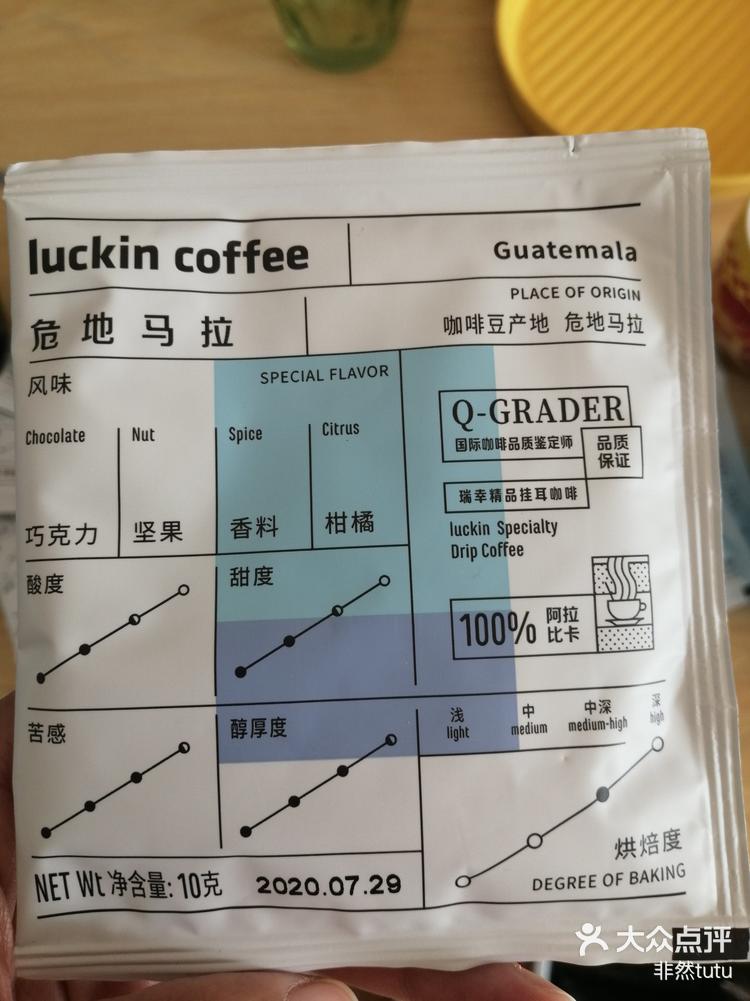 luckin coffee
Guatemala
危地马拉
PLACE OF ORIGIN
咖啡豆产地 危地马拉
风味
SPECIAL FLAVOR
Chocolate
Nut
Spice
Citrus
巧克力
坚果
香料
柑橘
Q-GRADER
国际咖啡品质鉴定师
品质
保证
瑞幸精品挂耳咖啡
luckin Specialty
Drip Coffee
100%
阿拉
比卡
酸度
甜度
苦感
醇厚度
浅
light
中
medium
中深
medium-high
深
high
烘焙度
DEGREE OF BAKING
NET Wt 净含量: 10克
2020.07.29
大众点评
非然tutu